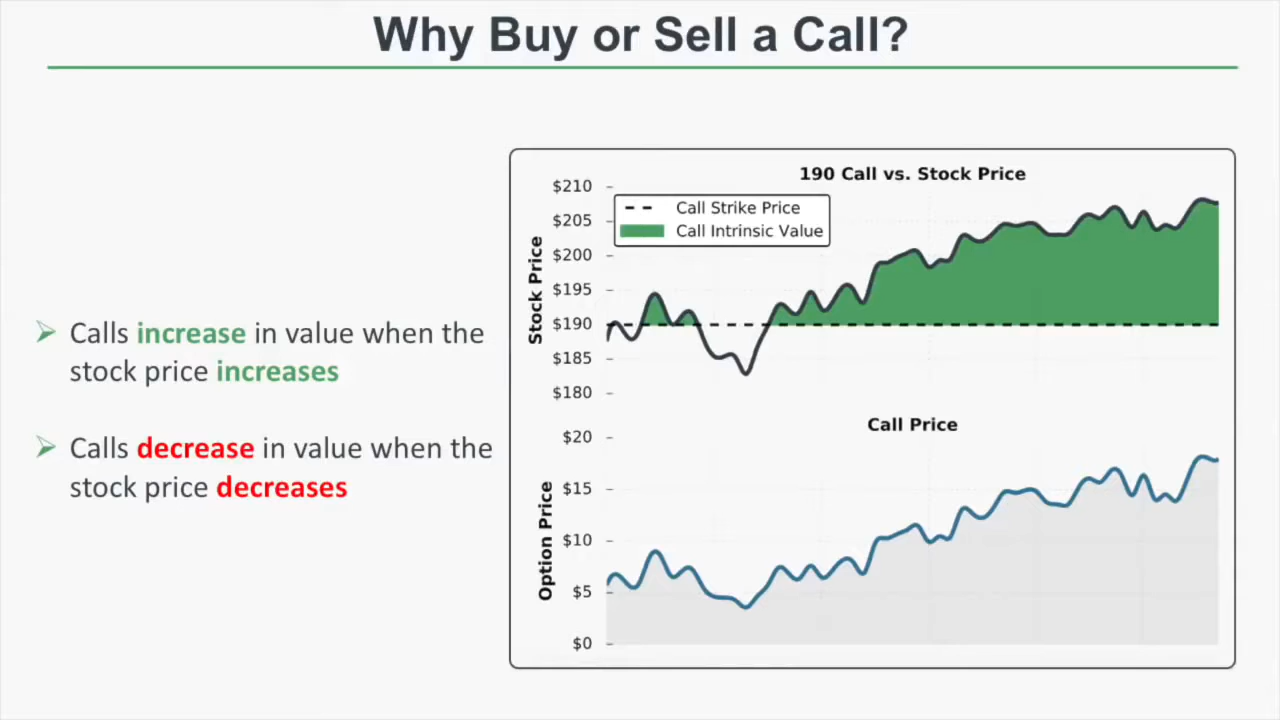 Why Buy or Sell a Call?
➢ Calls increase in value when the
stock price increases
➢ Calls decrease in value when the
stock price decreases
190 Call vs. Stock Price
Stock Price
$210
$205
$200
$195
$190
$185
$180
Call Strike Price
Call Intrinsic Value
Call Price
Option Price
$20
$15
$10
$5
$0